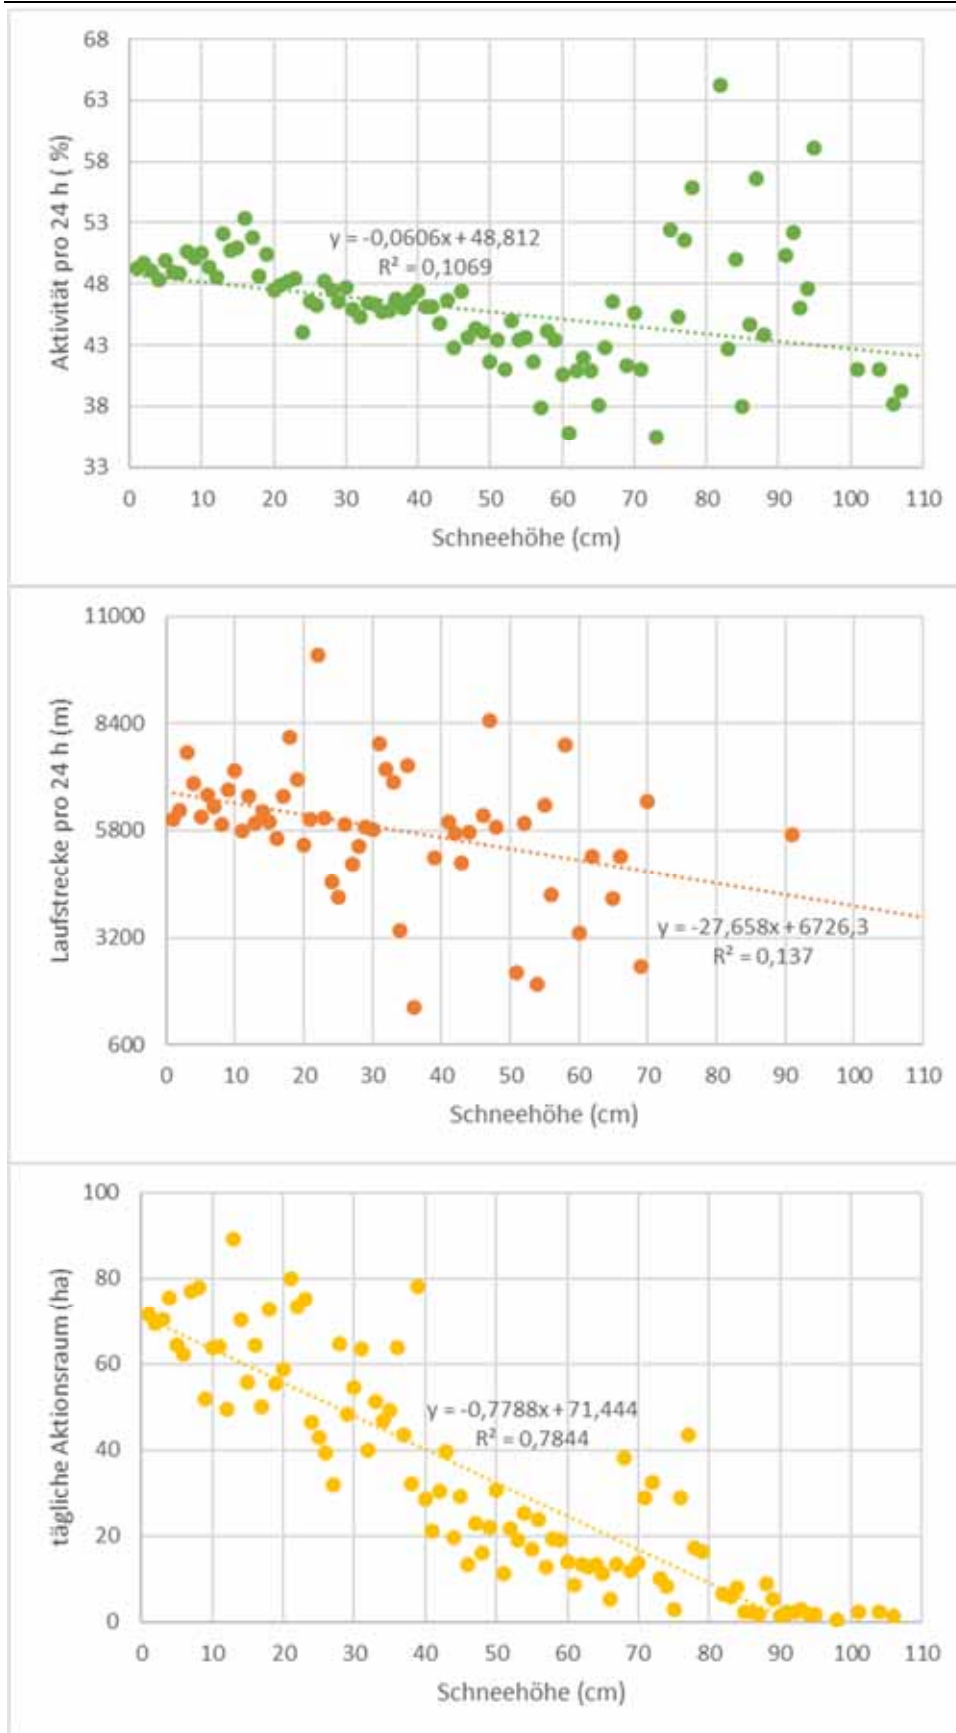 68
63
58
53
48
43
38
33
Aktivität pro 24 h ( %)
y = -0,0606x + 48,812
R² = 0,1069
0 10 20 30 40 50 60 70 80 90 100 110
Schneehöhe (cm)
11000
8400
5800
3200
600
Laufstrecke pro 24 h (m)
y = -27,658x + 6726,3
R² = 0,137
0 10 20 30 40 50 60 70 80 90 100 110
Schneehöhe (cm)
100
80
60
40
20
0
tägliche Aktionsraum (ha)
y = -0,7788x + 71,444
R² = 0,7844
0 10 20 30 40 50 60 70 80 90 100 110
Schneehöhe (cm)